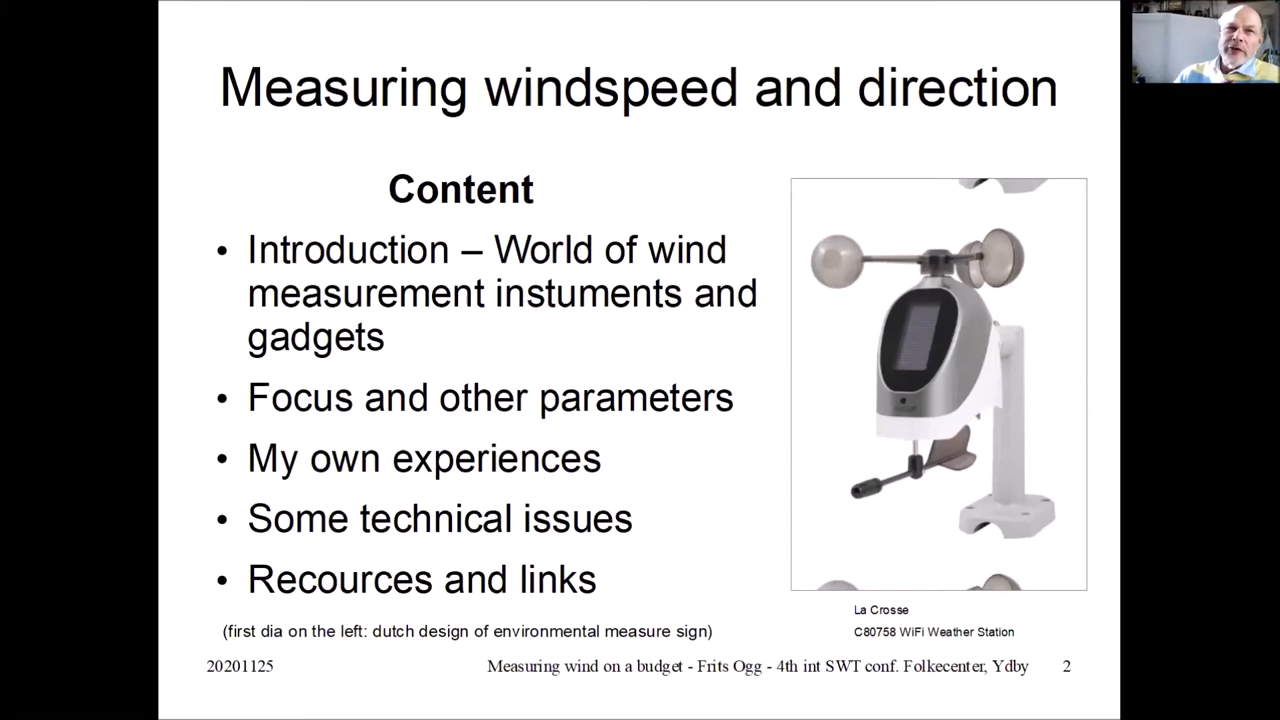 Measuring windspeed and direction
Content
• Introduction – World of wind
measurement instuments and
gadgets
• Focus and other parameters
• My own experiences
• Some technical issues
• Recources and links
(first dia on the left: dutch design of environmental measure sign)
La Crosse
C80758 WiFi Weather Station
20201125
Measuring wind on a budget - Frits Ogg - 4th int SWT conf. Folkecenter, Ydby
2